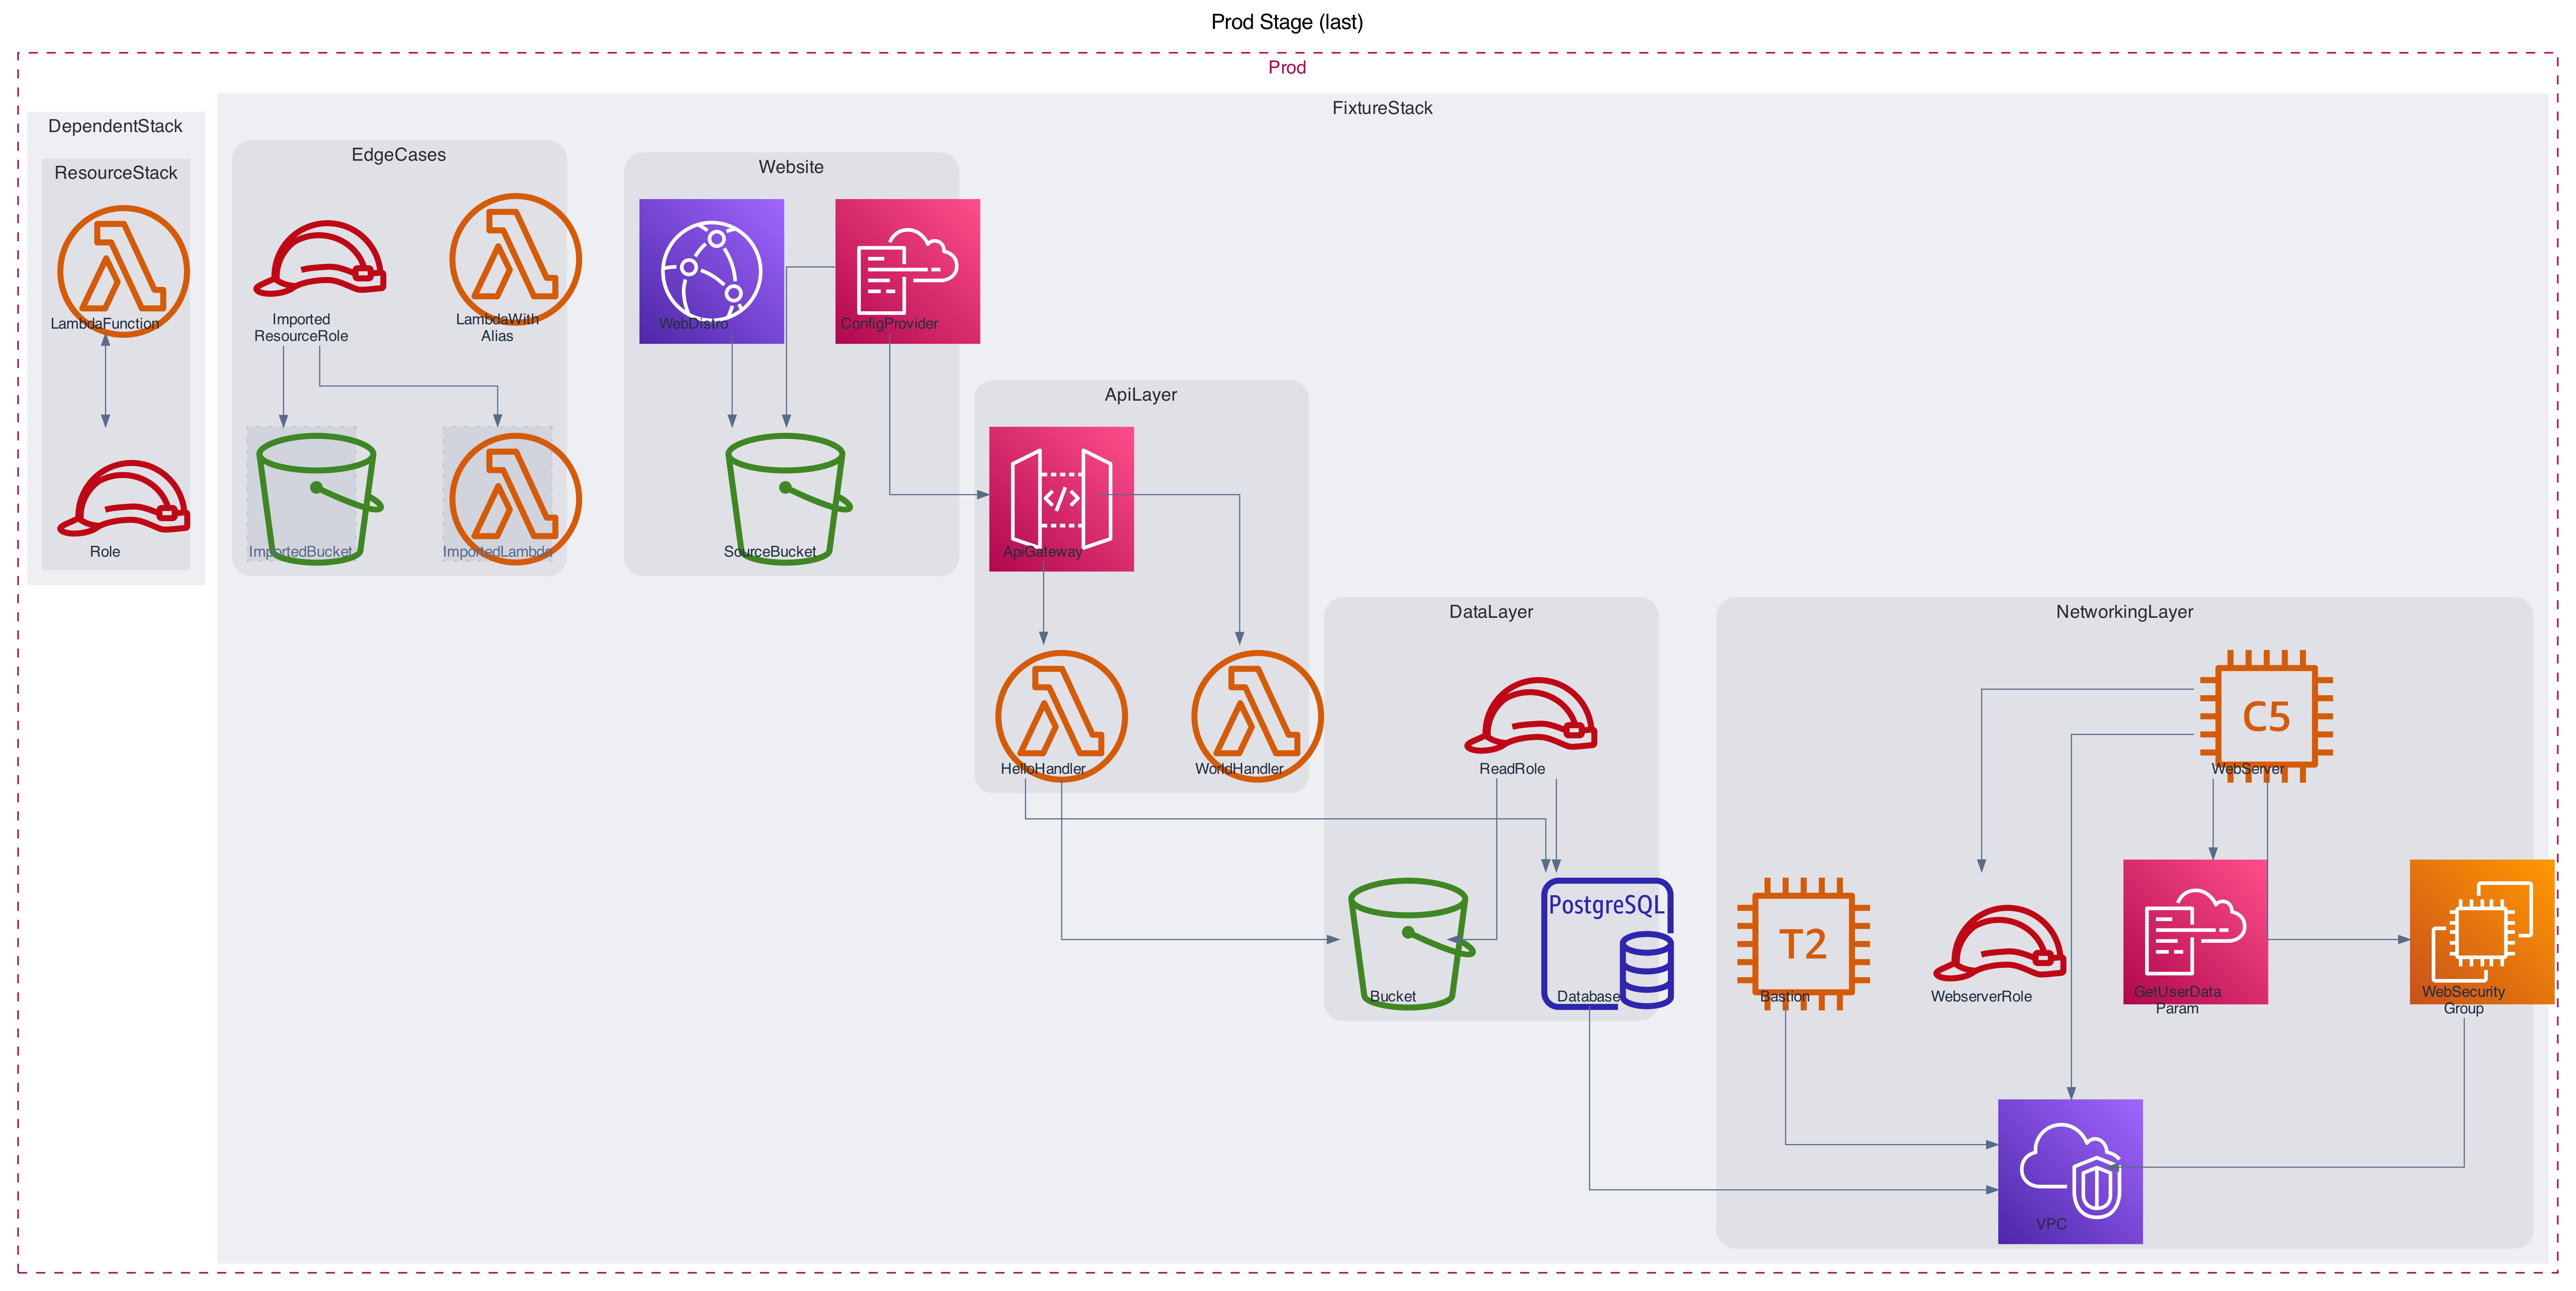 Prod Stage (last)
Prod
DependentStack
ResourceStack
LambdaFunction
Role
FixtureStack
EdgeCases
Imported
ResourceRole
LambdaWith
Alias
ImportedBucket
ImportedLambda
Website
WebDistro
ConfigProvider
SourceBucket
ApiLayer
ApiGateway
HelloHandler
WorldHandler
DataLayer
ReadRole
Bucket
PostgreSQL
Database
NetworkingLayer
C5
WebServer
T2
Bastion
WebserverRole
GetUserData
Param
WebSecurity
Group
VPC